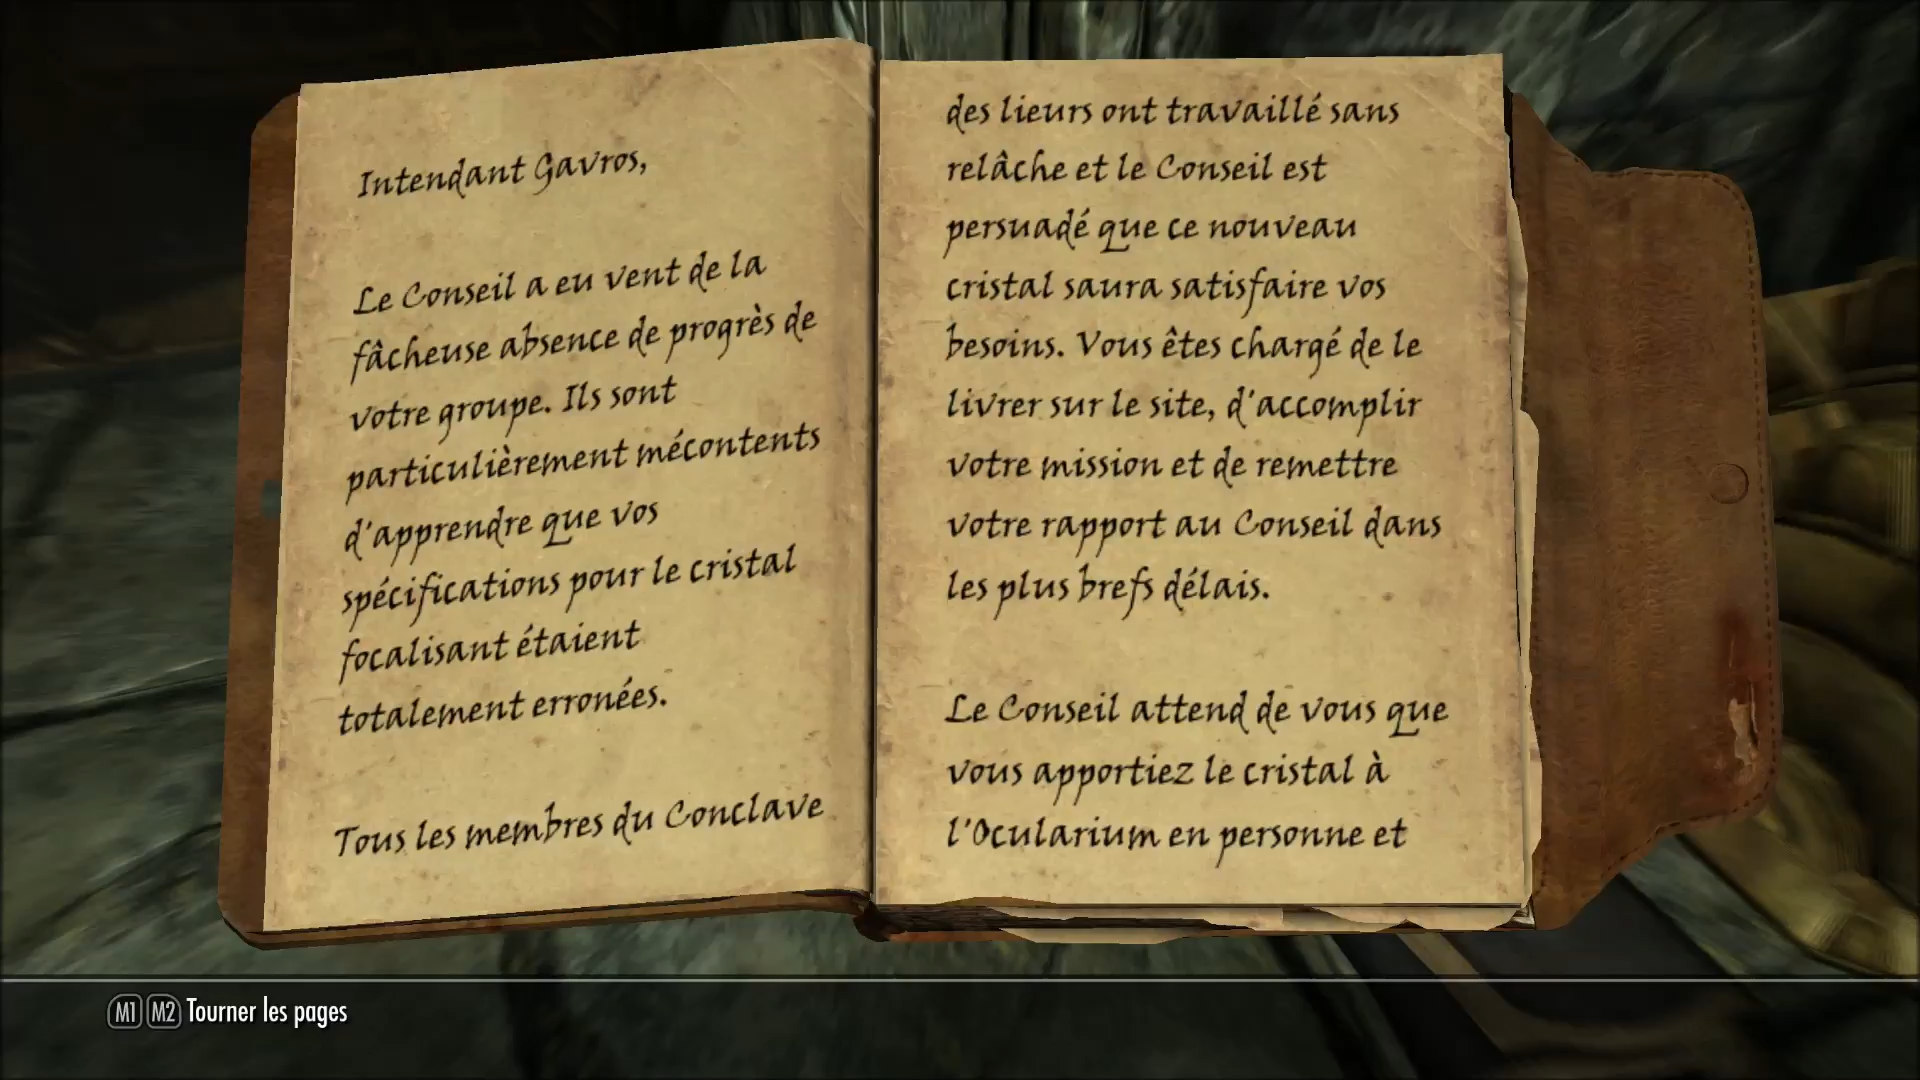 Intendant Gavros,
Le Conseil a eu vent de la
fâcheuse absence de progrès de
votre groupe. Ils sont
particulièrement mécontents
d'apprendre que vos
spécifications pour le cristal
focalisant étaient
totalement erronées.
Tous les membres du Conclave
des lieurs ont travaillé sans
relâche et le Conseil est
persuadé que ce nouveau
cristal saura satisfaire vos
besoins. Vous êtes chargé de le
livrer sur le site, d'accomplir
votre mission et de remettre
votre rapport au Conseil dans
les plus brefs délais.
Le Conseil attend de vous que
vous apportiez le cristal à
l'Ocularium en personne et
M1 M2 Tourner les pages